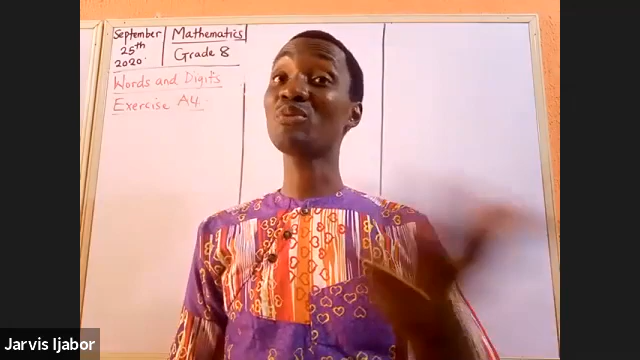 September
25th
2020.
Mathematics
Grade 8
Words and Digits
Exercise A4.
Jarvis Ijabor